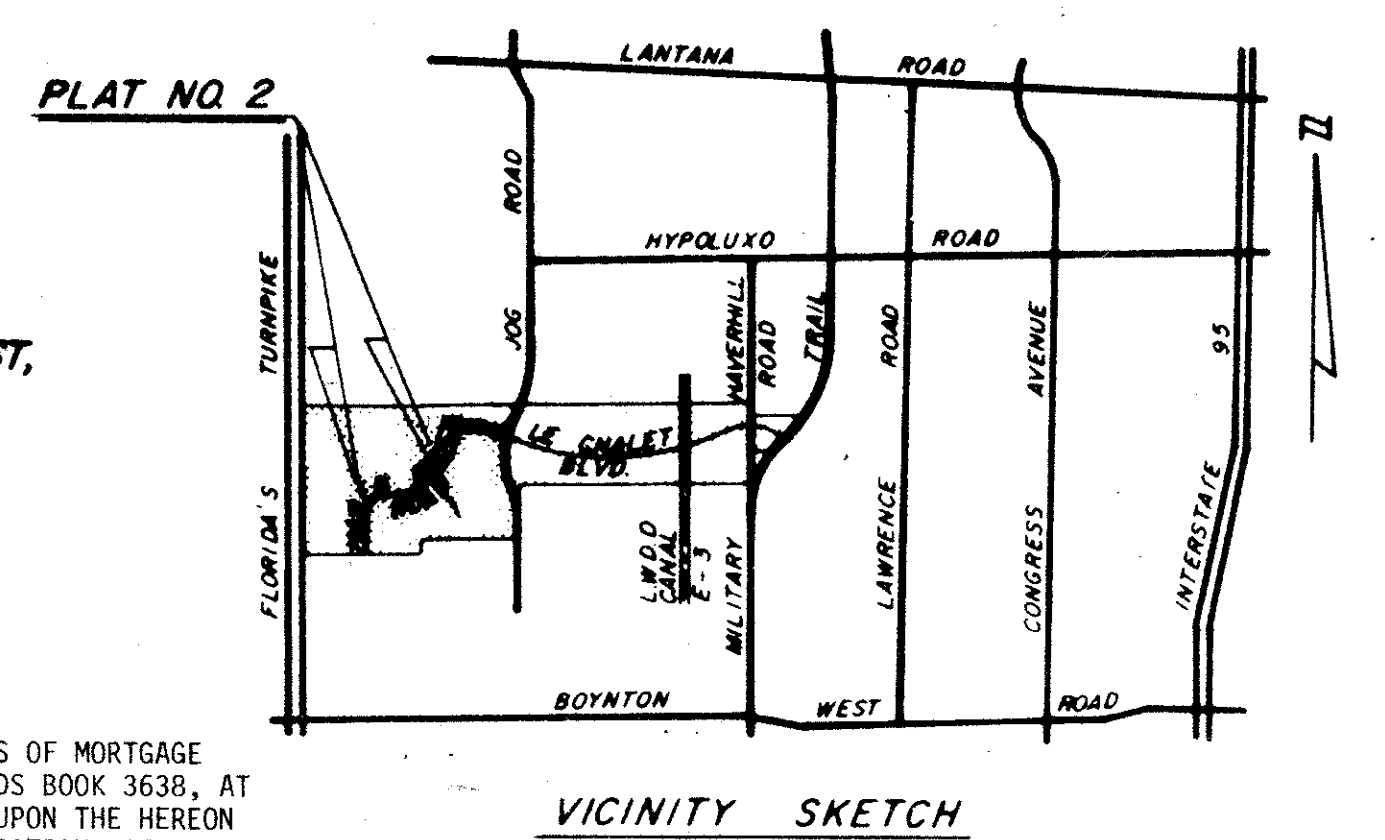 LANTANA ROAD
PLAT NO. 2
N
JOG ROAD
HYPOLUXO ROAD
FLORIDA'S TURNPIKE
HAVERHILL ROAD
MILITARY TRAIL
LAWRENCE ROAD
CONGRESS AVENUE
INTERSTATE 95
ST,
LE CHALET
BLVD.
L.W.D.D
CANAL
E-3
BOYNTON WEST ROAD
S OF MORTGAGE
DS BOOK 3638, AT
UPON THE HEREON
VICINITY SKETCH